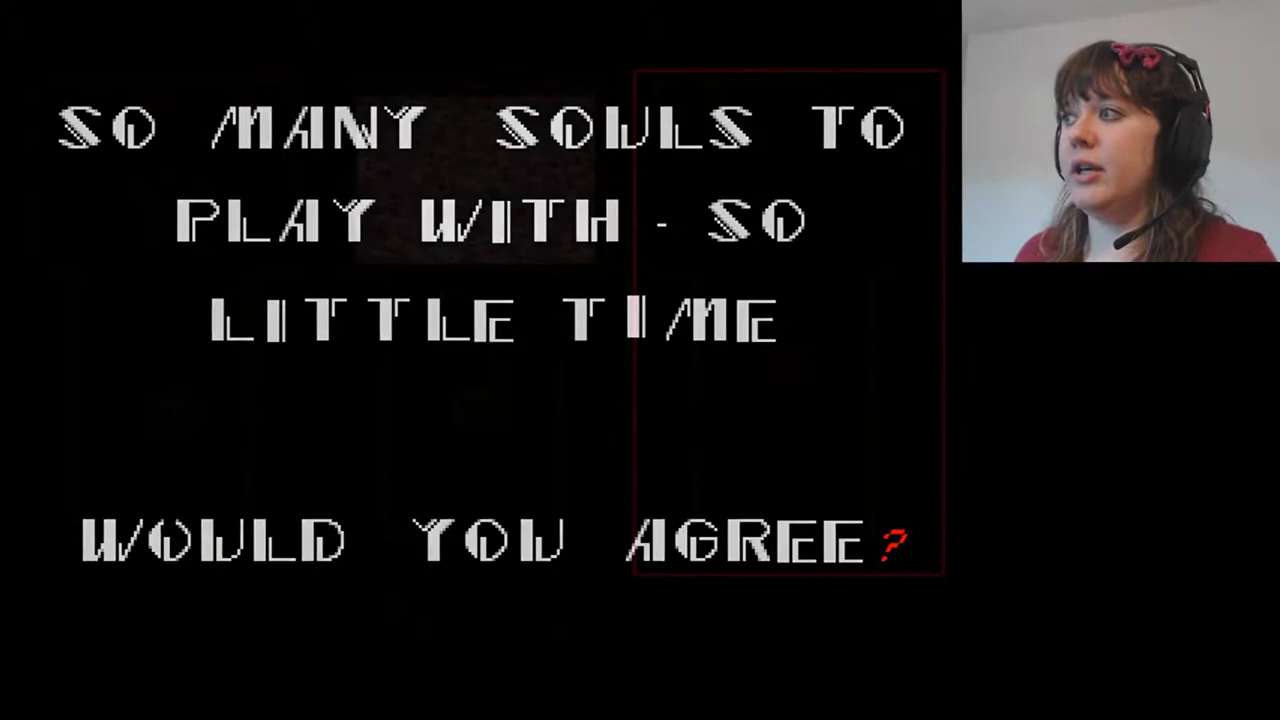 SO MANY SOULS TO
PLAY WITH - SO
LITTLE TIME
WOULD YOU AGREE?